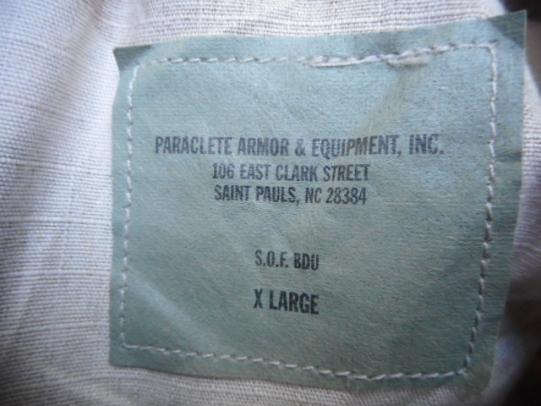 PARACLETE ARMOR & EQUIPMENT, INC.
106 EAST CLARK STREET
SAINT PAULS, NC 28384
S.O.F. BDU
X LARGE